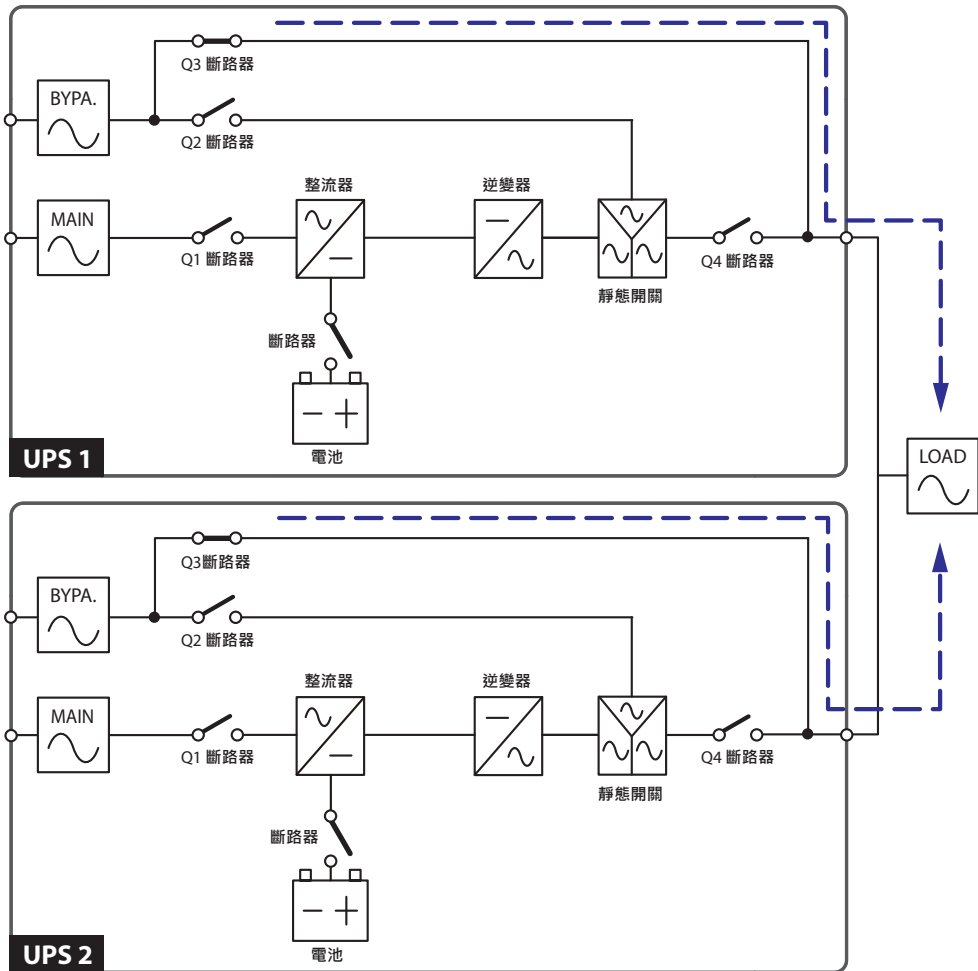 Q3 斷路器
BYPA.
Q2 斷路器
整流器
逆變器
MAIN
Q1 斷路器
Q4 斷路器
靜態開關
斷路器
電池
UPS 1
LOAD
Q3斷路器
BYPA.
Q2 斷路器
整流器
逆變器
MAIN
Q1 斷路器
Q4 斷路器
靜態開關
斷路器
電池
UPS 2